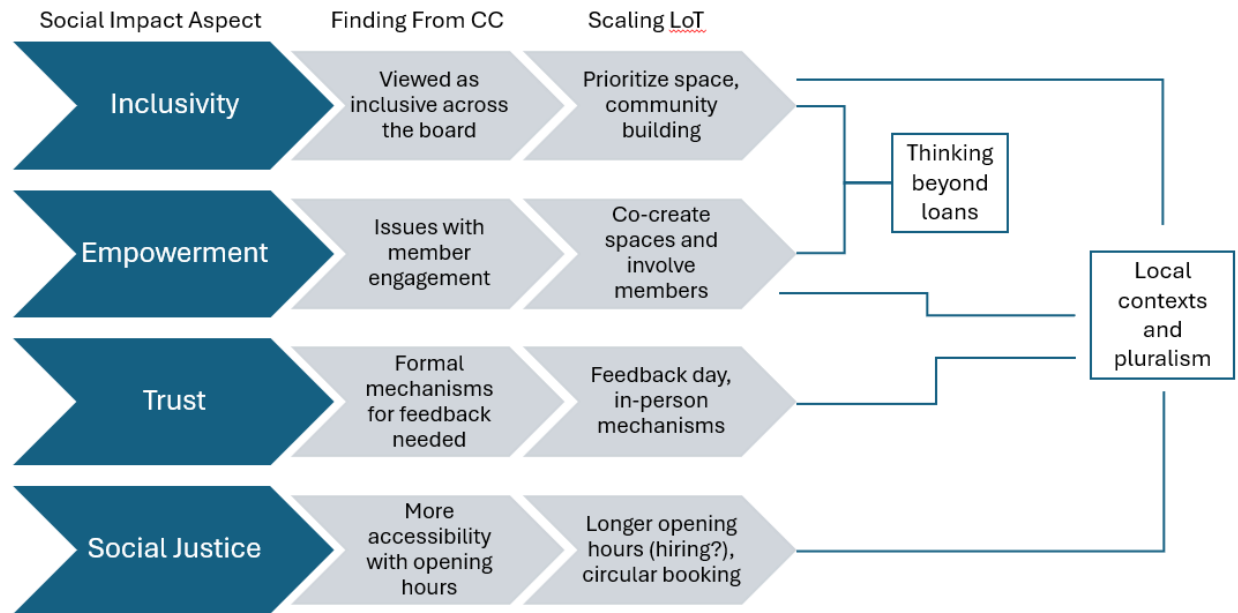 Social Impact Aspect
Finding From CC
Scaling LoT
Inclusivity
Viewed as
inclusive across
the board
Prioritize space,
community
building
Thinking
beyond
loans
Empowerment
Issues with
member
engagement
Co-create
spaces and
involve
members
Local
contexts
and
pluralism
Trust
Formal
mechanisms
for feedback
needed
Feedback day,
in-person
mechanisms
Social Justice
More
accessibility
with opening
hours
Longer opening
hours (hiring?),
circular booking